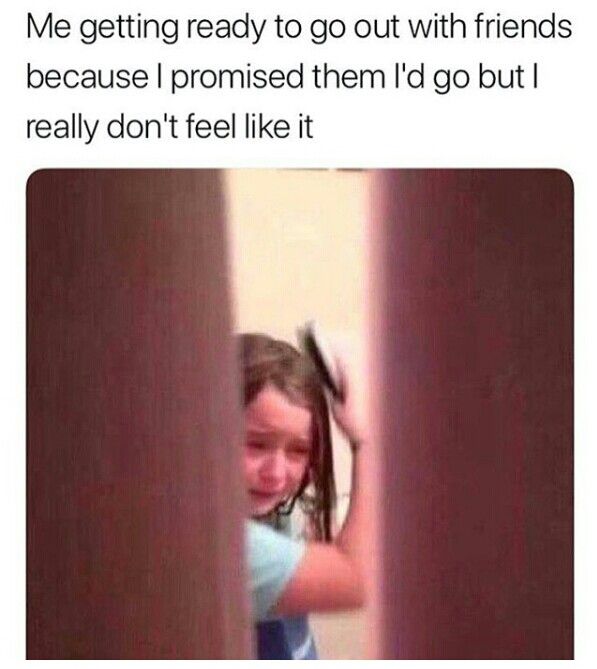 Me getting ready to go out with friends
because I promised them I'd go but I
really don't feel like it